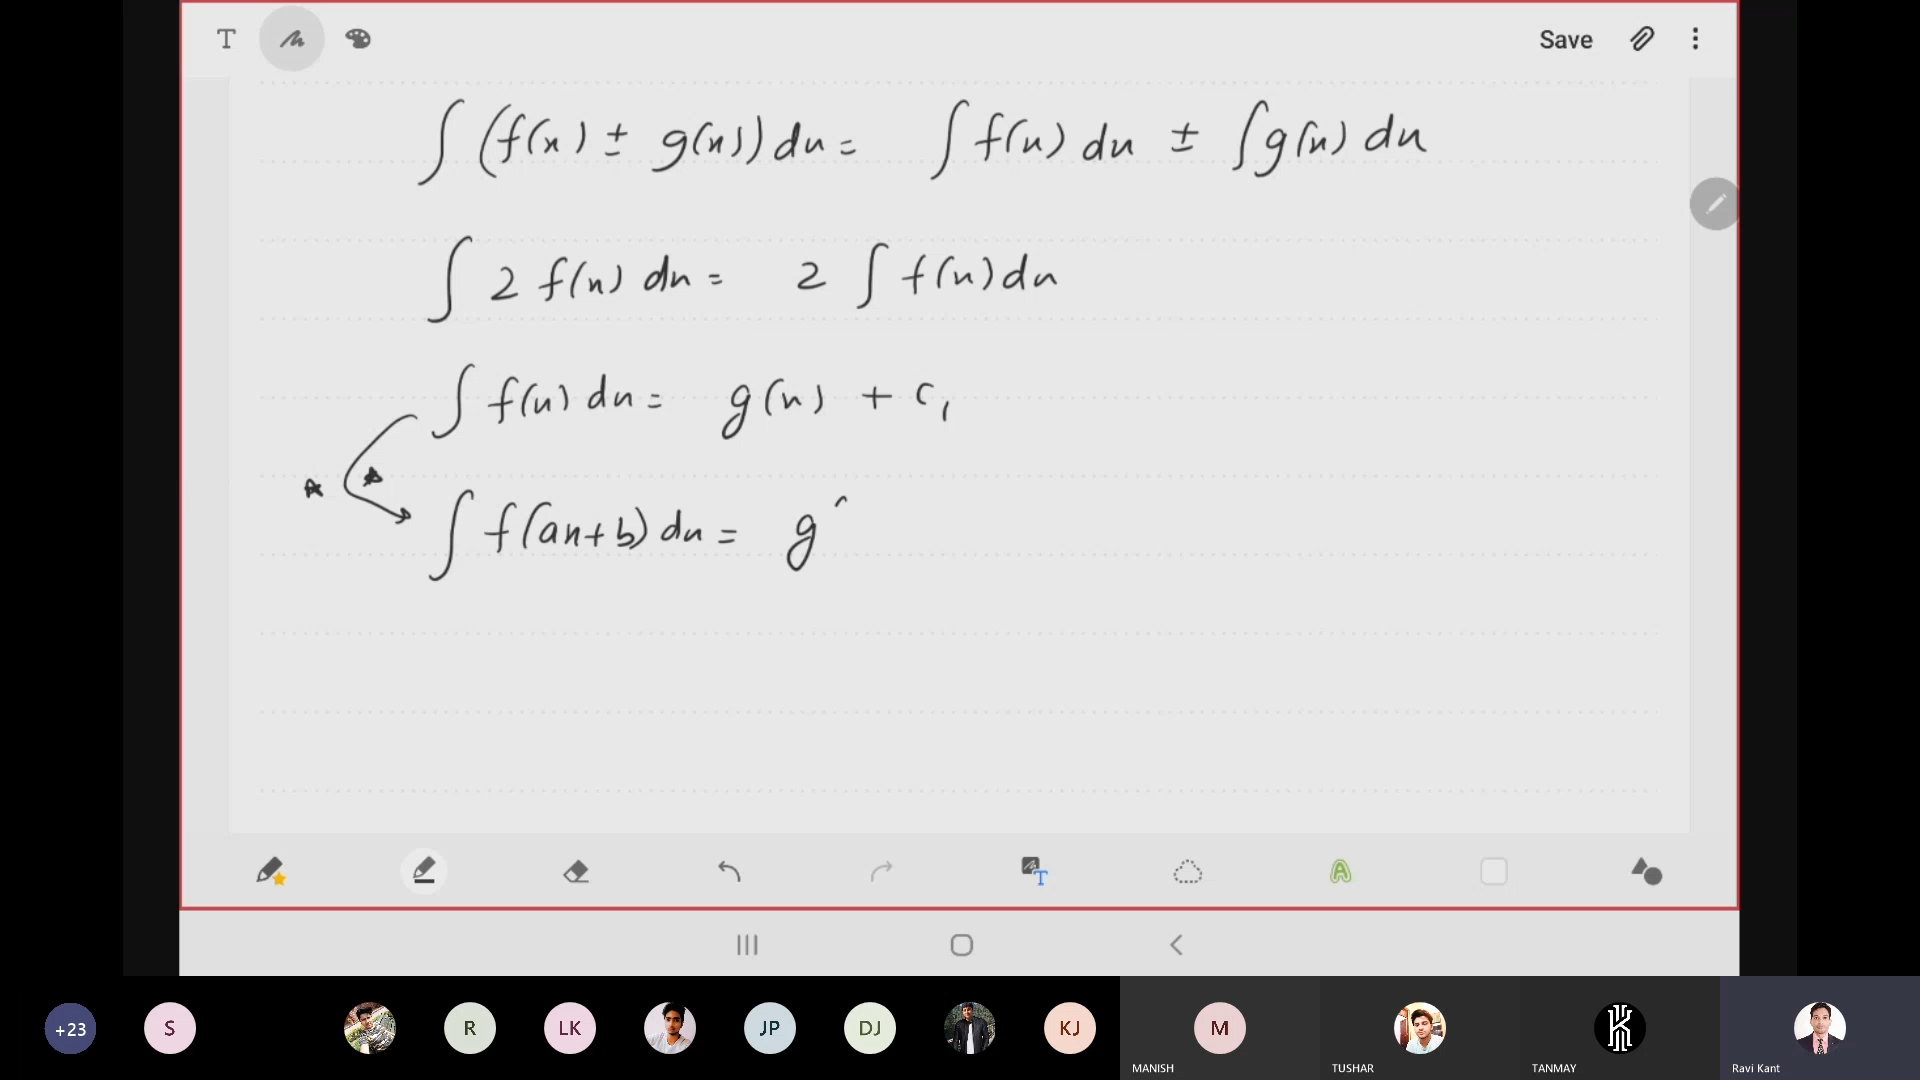 T Save
∫ (f(x) ± g(x)) dx = ∫ f(x) dx ± ∫ g(x) dx
∫ 2 f(x) dx = 2 ∫ f(x) dx
∫ f(x) dx = g(x) + c₁
∫ f(ax+b) dx = g
T
A
+23 S R LK JP DJ KJ M
MANISH TUSHAR TANMAY Ravi Kant